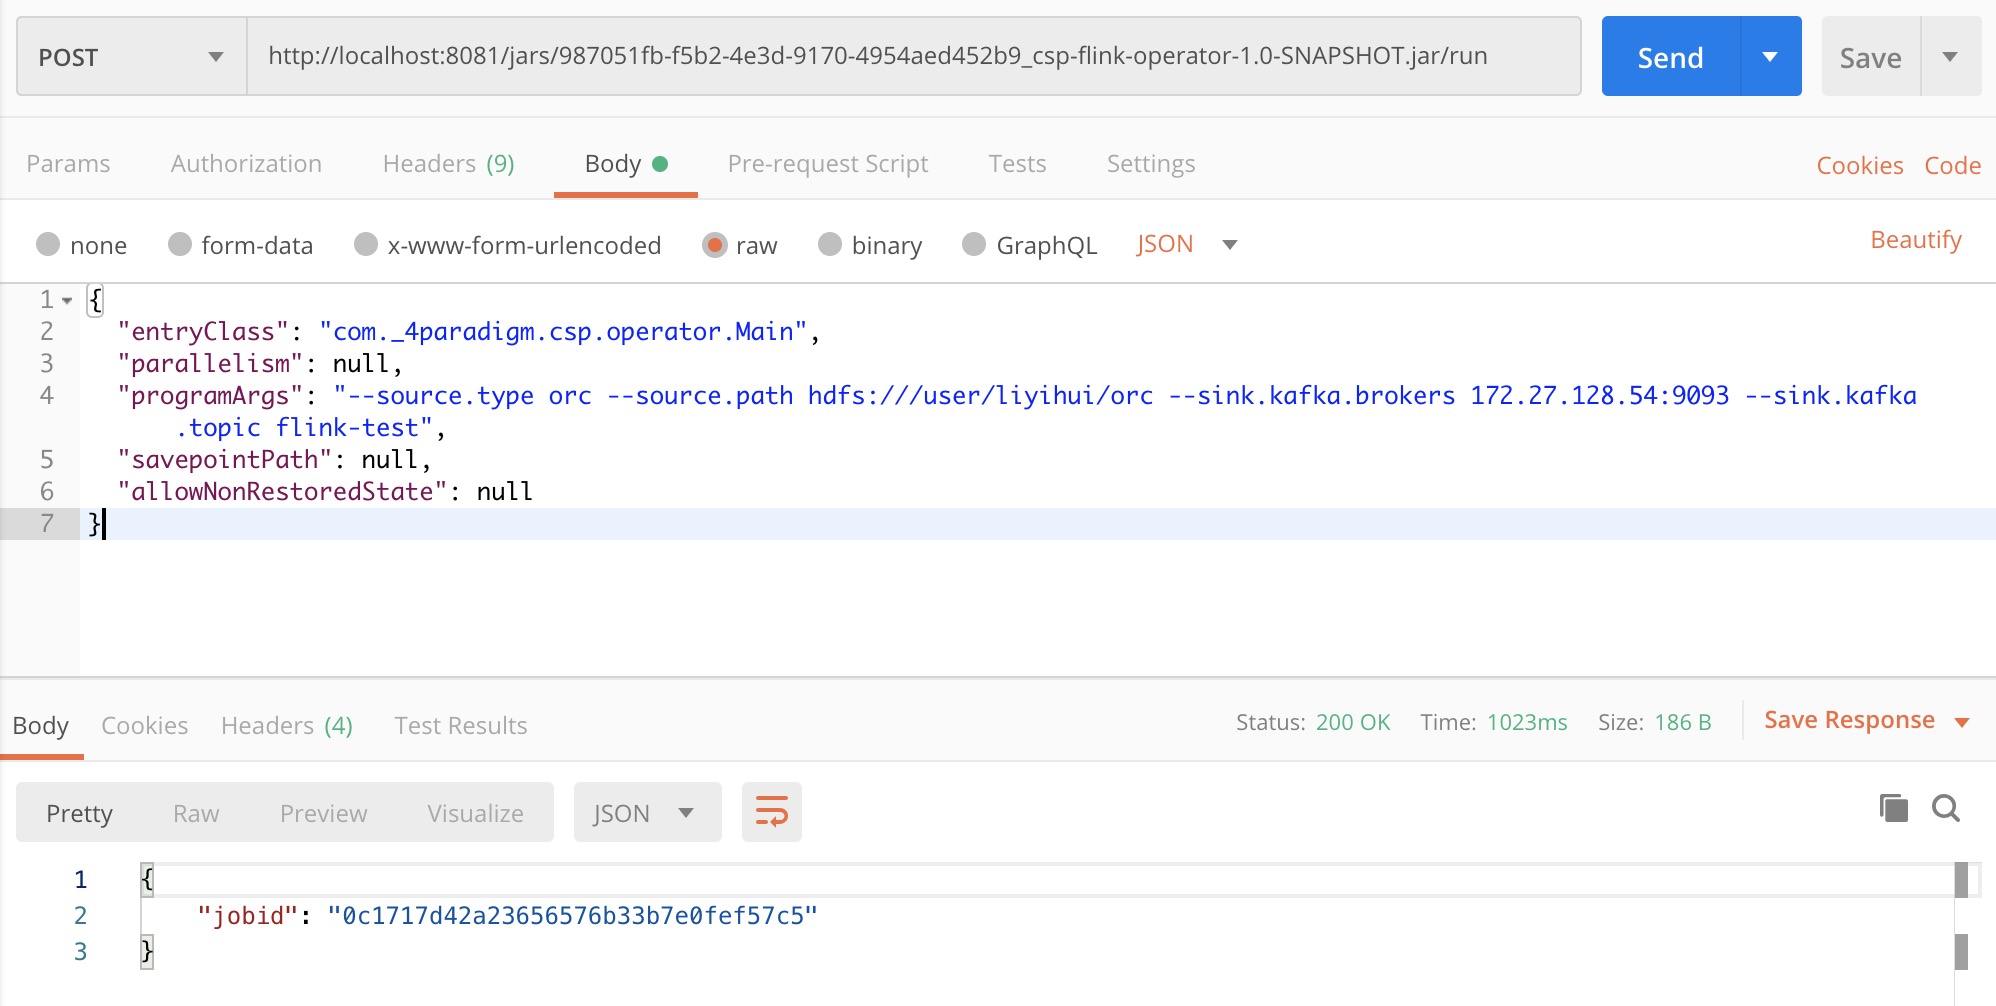 POST http://localhost:8081/jars/987051fb-f5b2-4e3d-9170-4954aed452b9_csp-flink-operator-1.0-SNAPSHOT.jar/run Send Save
Params Authorization Headers (9) Body Pre-request Script Tests Settings Cookies Code
none form-data x-www-form-urlencoded raw binary GraphQL JSON Beautify
1 {
2 "entryClass": "com._4paradigm.csp.operator.Main",
3 "parallelism": null,
4 "programArgs": "--source.type orc --source.path hdfs:///user/liyihui/orc --sink.kafka.brokers 172.27.128.54:9093 --sink.kafka
.topic flink-test",
5 "savepointPath": null,
6 "allowNonRestoredState": null
7 }
Body Cookies Headers (4) Test Results Status: 200 OK Time: 1023ms Size: 186 B Save Response
Pretty Raw Preview Visualize JSON
1 {
2 "jobid": "0c1717d42a23656576b33b7e0fef57c5"
3 }